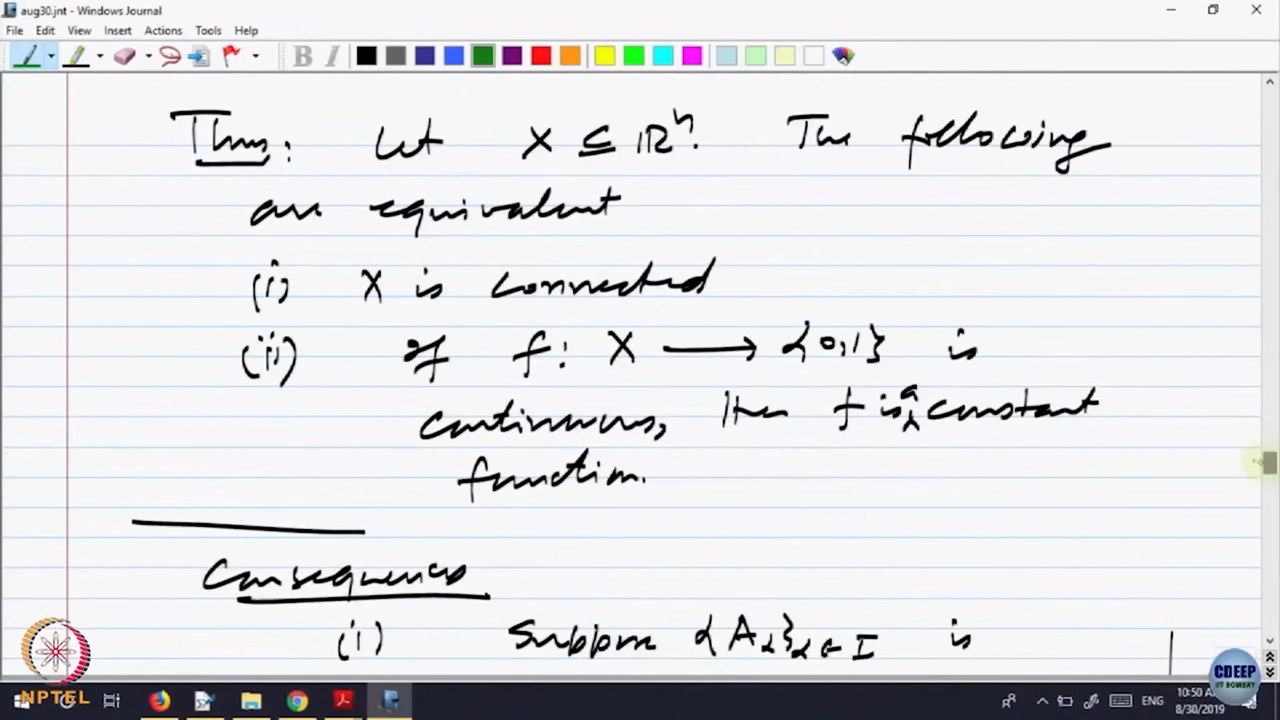 aug30.jnt - Windows Journal
File Edit View Insert Actions Tools Help
B I
Thm: Let X ⊆ ℝⁿ. The following
are equivalent
(i) X is connected
(ii) If f: X ⟶ {0,1} is
continuous, then f is a constant
function.
Consequences
(i) Suppose {A_α}_{α∈I} is
NPTEL
ENG
10:50 A
8/30/2019
CDEEP
IIT BOMBAY